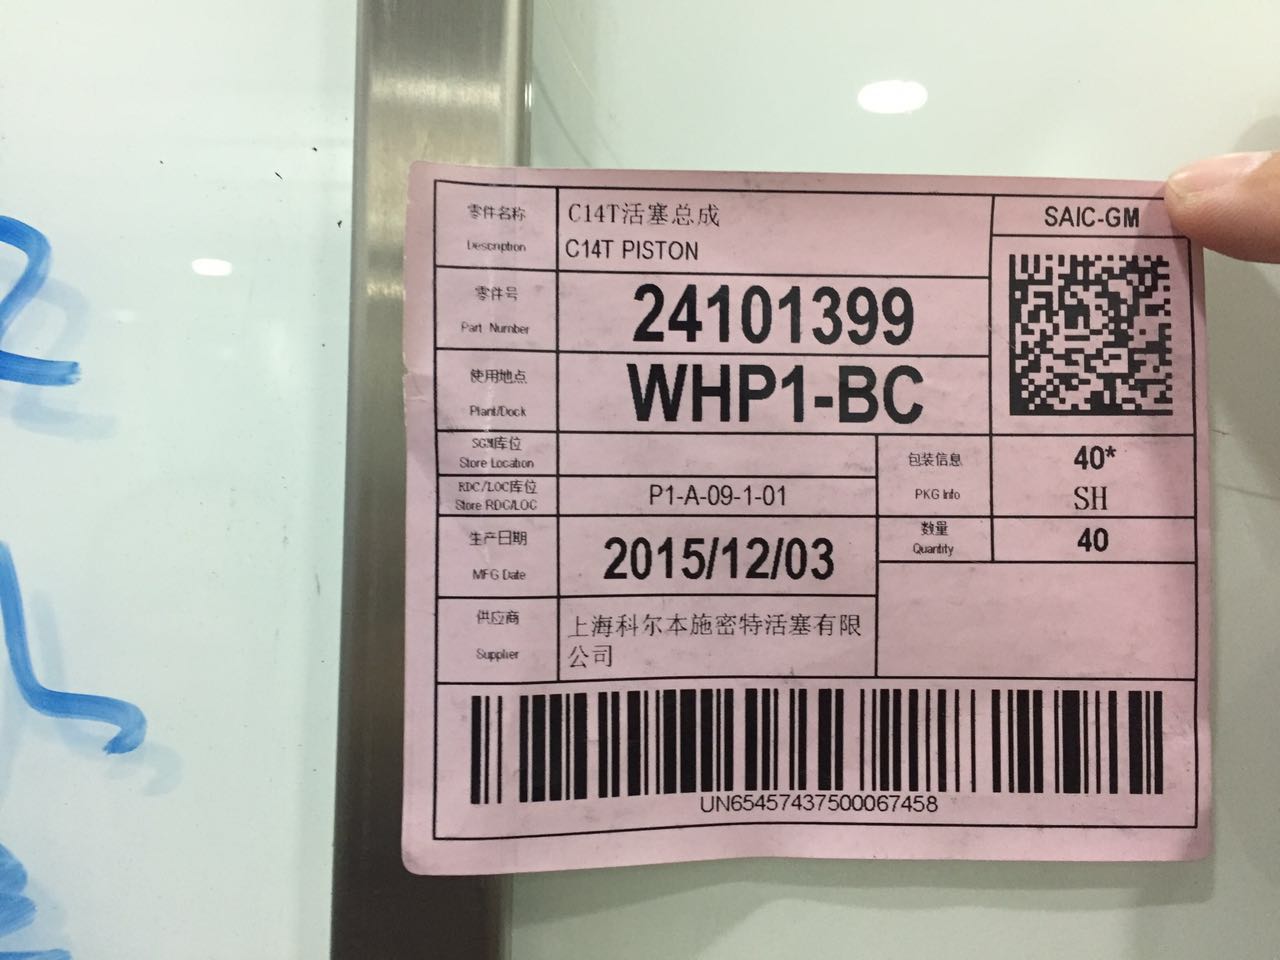 零件名称
Description
C14T活塞总成
C14T PISTON
SAIC-GM
零件号
Part Number
24101399
使用地点
Plant/Dock
WHP1-BC
SGM库位
Store Location
包装信息
PKG Info
40*
SH
RDC/LOC库位
Store RDC/LOC
P1-A-09-1-01
生产日期
MFG Date
2015/12/03
数量
Quantity
40
供应商
Supplier
上海科尔本施密特活塞有限
公司
UN65457437500067458